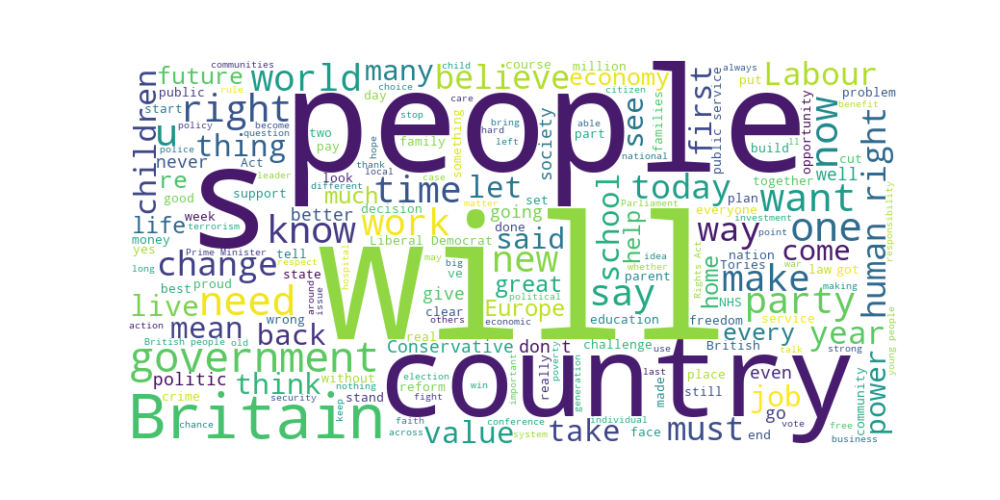 communities
child
course
million
always
future
world
many
believe
economy
first
put
Labour
public
rule
day
choice
care
citizen
problem
children
start
right
people
see
families
public service
opportunity
now
benefit
u
policy
become
two
stop
bring
able
society
part
build
ll
cut
human right
police
question
pay
hope
family
something
hard
left
national
well
thing
never
Act
thank
local
case
together
re
leader
look
different
time
let
today
plan
want
one
good
support
much
matter
set
Parliament
everyone
investment
responsibility
s
life
week
better
decision
work
going
school
help
way
point
terrorism
know
done
said
nation
come
money
Prime Minister
tell
Liberal Democrat
new
idea
parent
home
Tories
war
law
got
yes
change
respect
state
hospital
may
big
ve
whether
Rights Act
long
best
proud
around
issue
will
give
great
say
NHS
make
making
live
need
clear
political
Europe
education
freedom
service
party
action
mean
wrong
back
others
economic
real
challenge
use
British
every
talk
year
strong
young people
British people
old
Conservative
don
t
government
politic
think
without
nothing
election
reform
win
country
important
really
poverty
generation
made
last
place
still
even
job
go
community
power
crime
security
stand
fight
individual
vote
free
Britain
chance
keep
faith
across
value
conference
system
take
face
must
end
business